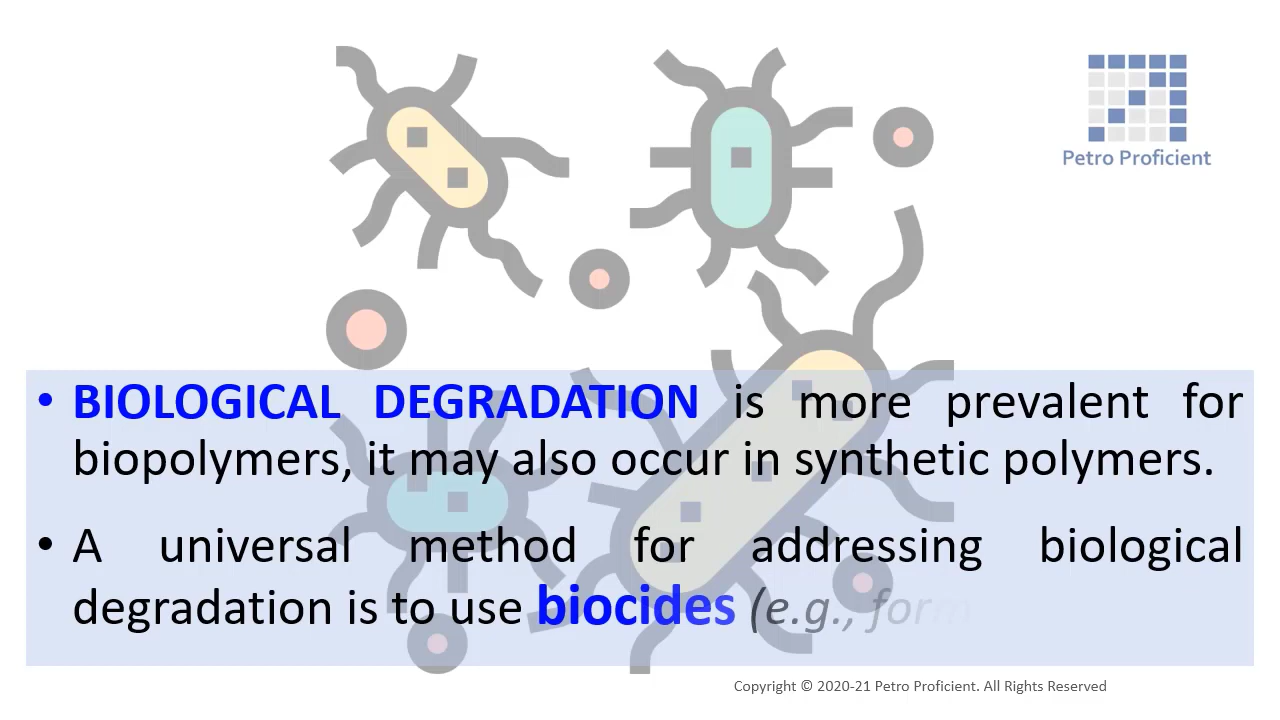 Petro Proficient
• BIOLOGICAL DEGRADATION is more prevalent for
biopolymers, it may also occur in synthetic polymers.
• A universal method for addressing biological
degradation is to use biocides (e.g.,
Copyright © 2020-21 Petro Proficient. All Rights Reserved